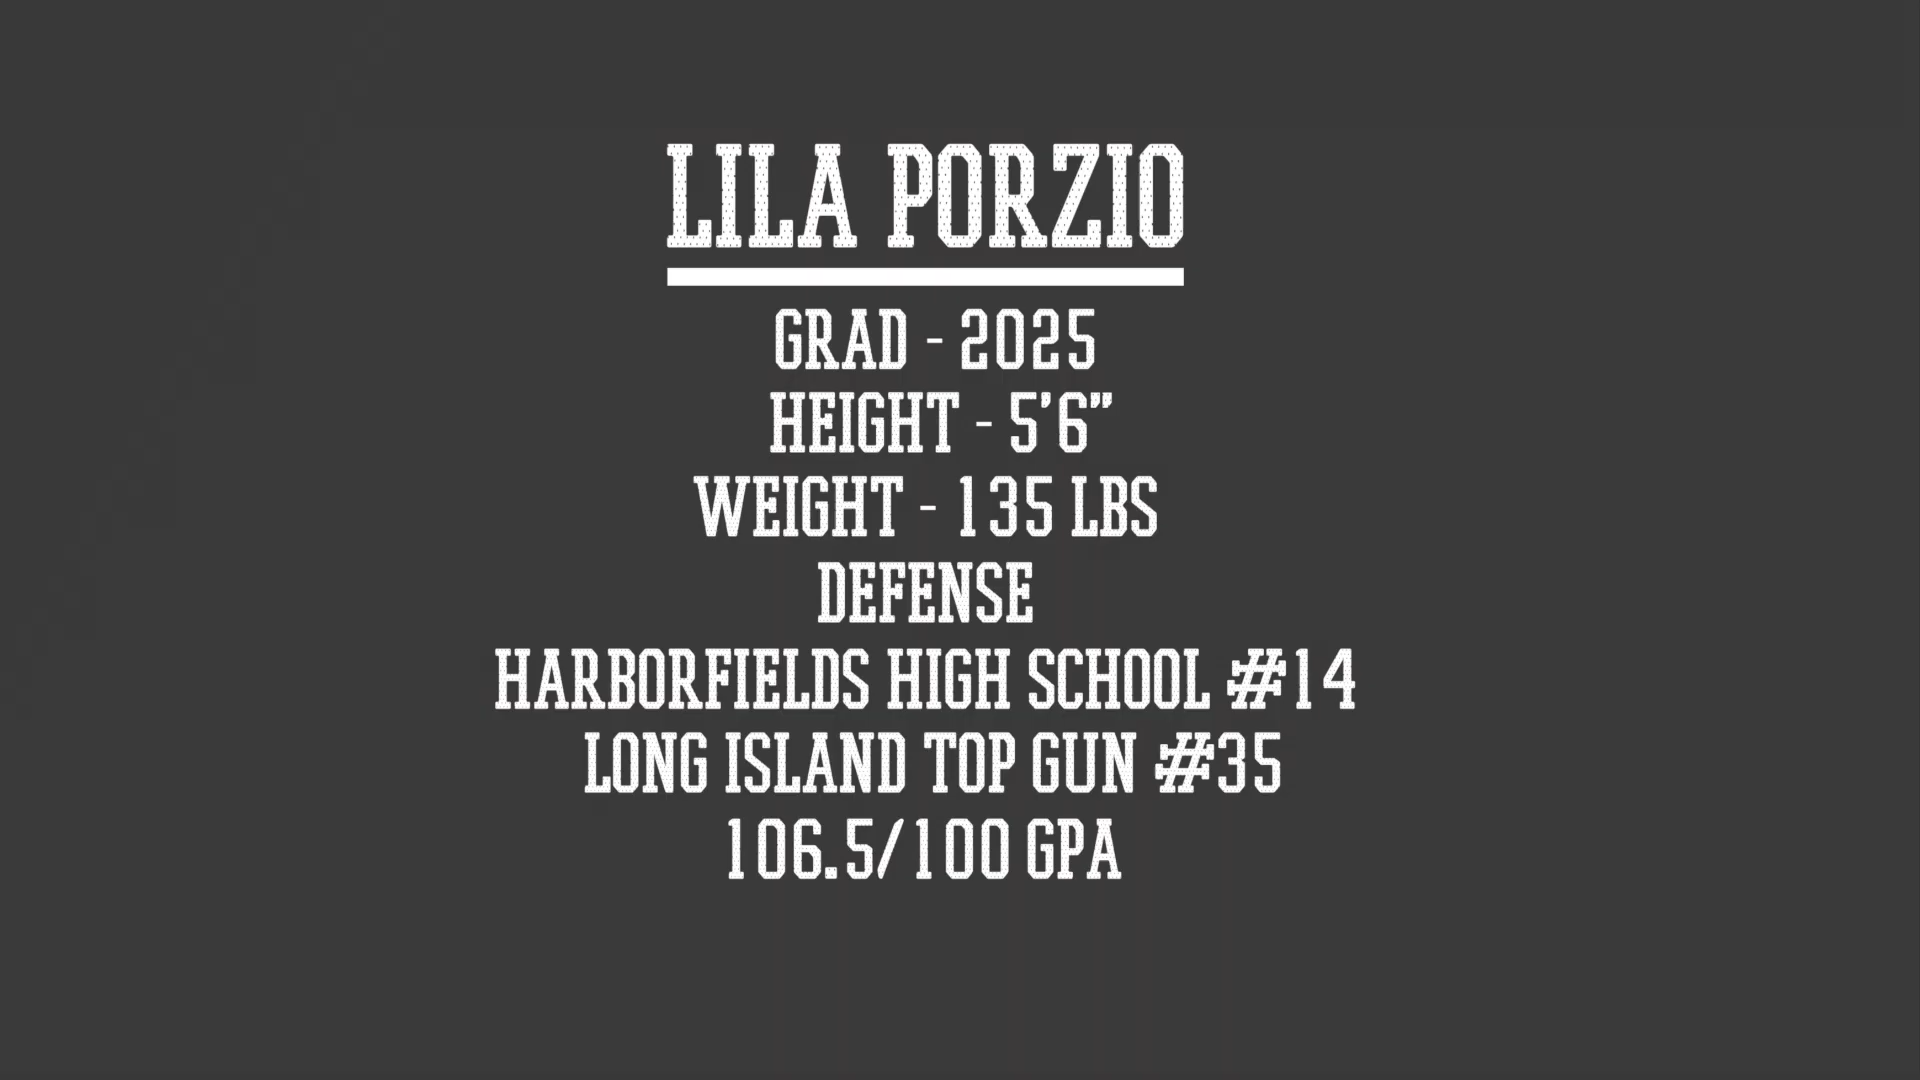 LILA PORZIO
GRAD - 2025
HEIGHT - 5'6"
WEIGHT - 135 LBS
DEFENSE
HARBORFIELDS HIGH SCHOOL #14
LONG ISLAND TOP GUN #35
106.5/100 GPA